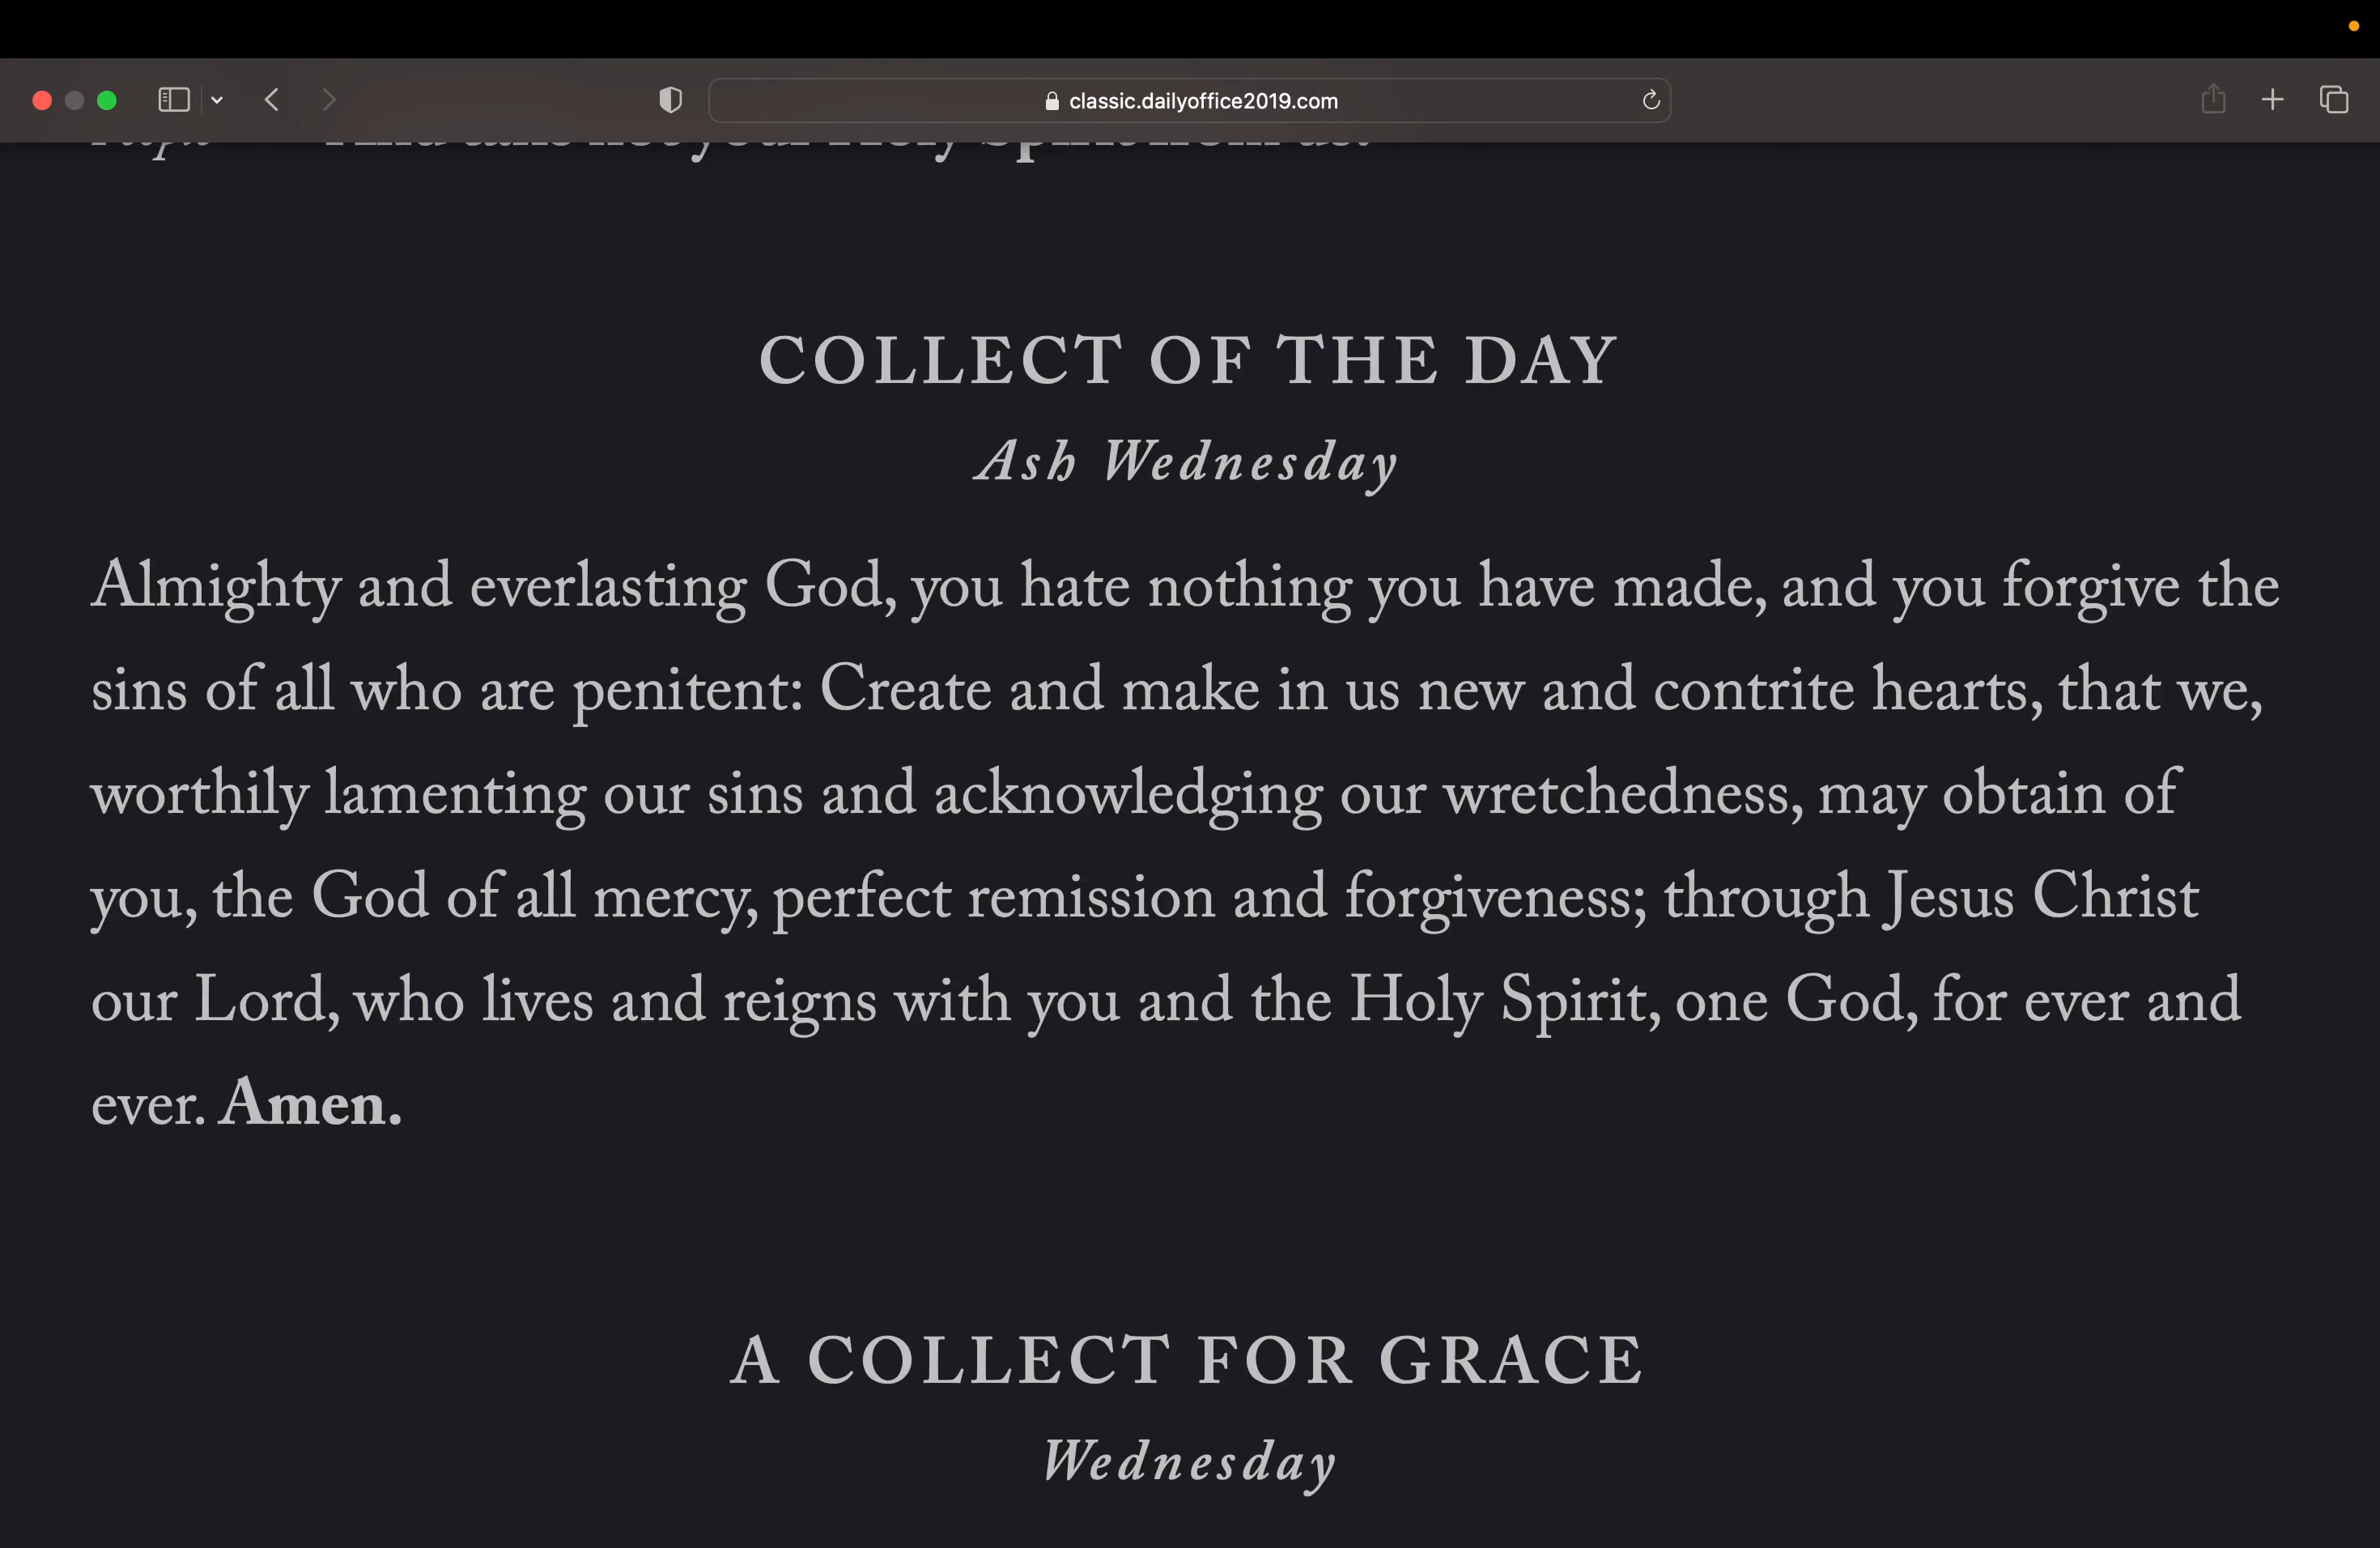 classic.dailyoffice2019.com
COLLECT OF THE DAY
Ash Wednesday
Almighty and everlasting God, you hate nothing you have made, and you forgive the
sins of all who are penitent: Create and make in us new and contrite hearts, that we,
worthily lamenting our sins and acknowledging our wretchedness, may obtain of
you, the God of all mercy, perfect remission and forgiveness; through Jesus Christ
our Lord, who lives and reigns with you and the Holy Spirit, one God, for ever and
ever. Amen.
A COLLECT FOR GRACE
Wednesday